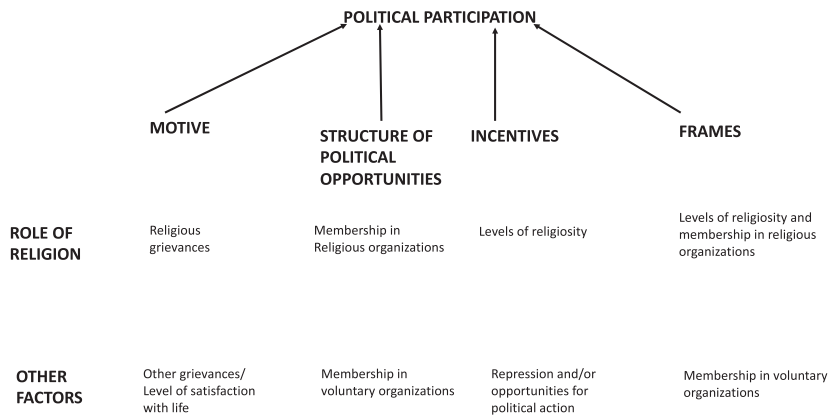 POLITICAL PARTICIPATION
MOTIVE
STRUCTURE OF
POLITICAL
OPPORTUNITIES
INCENTIVES
FRAMES
ROLE OF
RELIGION
Religious
grievances
Membership in
Religious organizations
Levels of religiosity
Levels of religiosity and
membership in religious
organizations
OTHER
FACTORS
Other grievances/
Level of satisfaction
with life
Membership in
voluntary organizations
Repression and/or
opportunities for
political action
Membership in voluntary
organizations